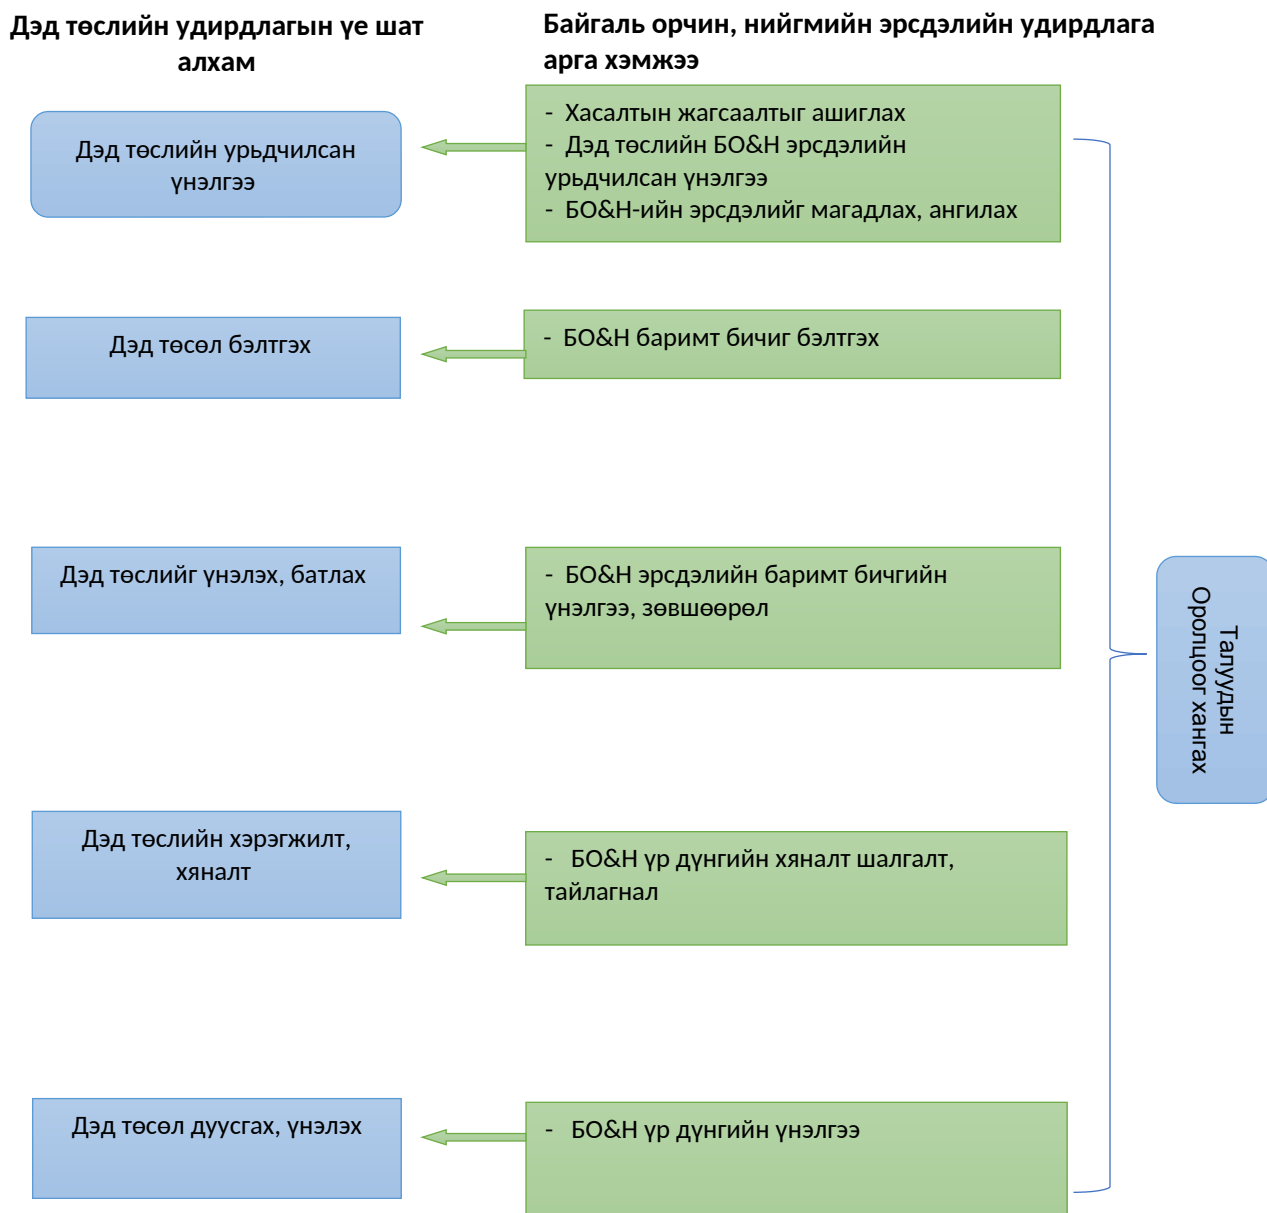 Дэд төслийн удирдлагын үе шат
алхам
Байгаль орчин, нийгмийн эрсдэлийн удирдлага
арга хэмжээ
Дэд төслийн урьдчилсан
үнэлгээ
- Хасалтын жагсаалтыг ашиглах
- Дэд төслийн БО&Н эрсдэлийн
урьдчилсан үнэлгээ
- БО&Н-ийн эрсдэлийг магадлах, ангилах
Дэд төсөл бэлтгэх
- БО&Н баримт бичиг бэлтгэх
Дэд төслийг үнэлэх, батлах
- БО&Н эрсдэлийн баримт бичгийн
үнэлгээ, зөвшөөрөл
Талуудын
Оролцоог хангах
Дэд төслийн хэрэгжилт,
хяналт
- БО&Н үр дүнгийн хяналт шалгалт,
тайлагнал
Дэд төсөл дуусгах, үнэлэх
- БО&Н үр дүнгийн үнэлгээ